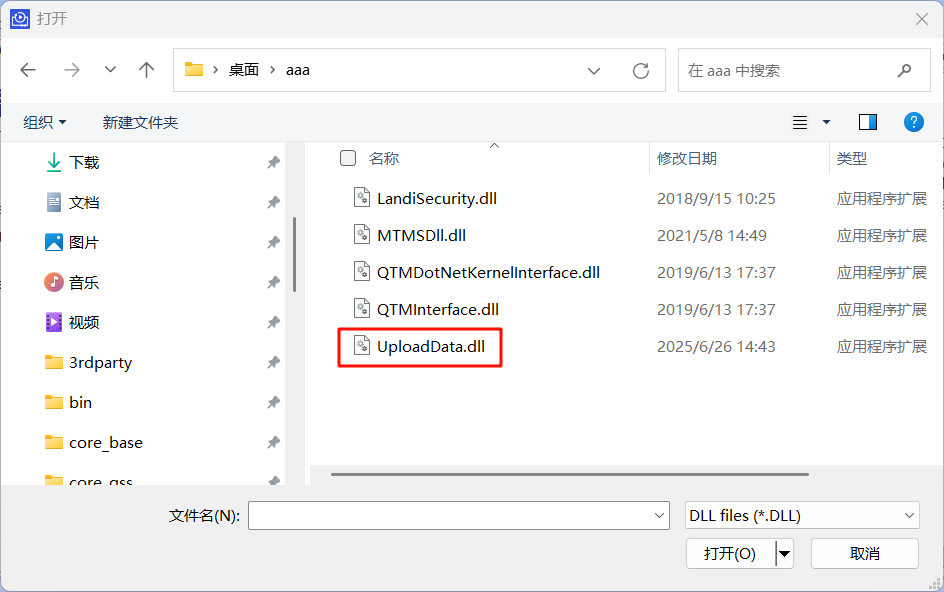 打开
桌面 › aaa
在 aaa 中搜索
组织 新建文件夹
下载
文档
图片
音乐
视频
3rdparty
bin
core_base
core_qss
名称 修改日期 类型
LandiSecurity.dll 2018/9/15 10:25 应用程序扩展
MTMSDll.dll 2021/5/8 14:49 应用程序扩展
QTMDotNetKernelInterface.dll 2019/6/13 17:37 应用程序扩展
QTMInterface.dll 2019/6/13 17:37 应用程序扩展
UploadData.dll 2025/6/26 14:43 应用程序扩展
文件名(N): DLL files (*.DLL)
打开(O) 取消